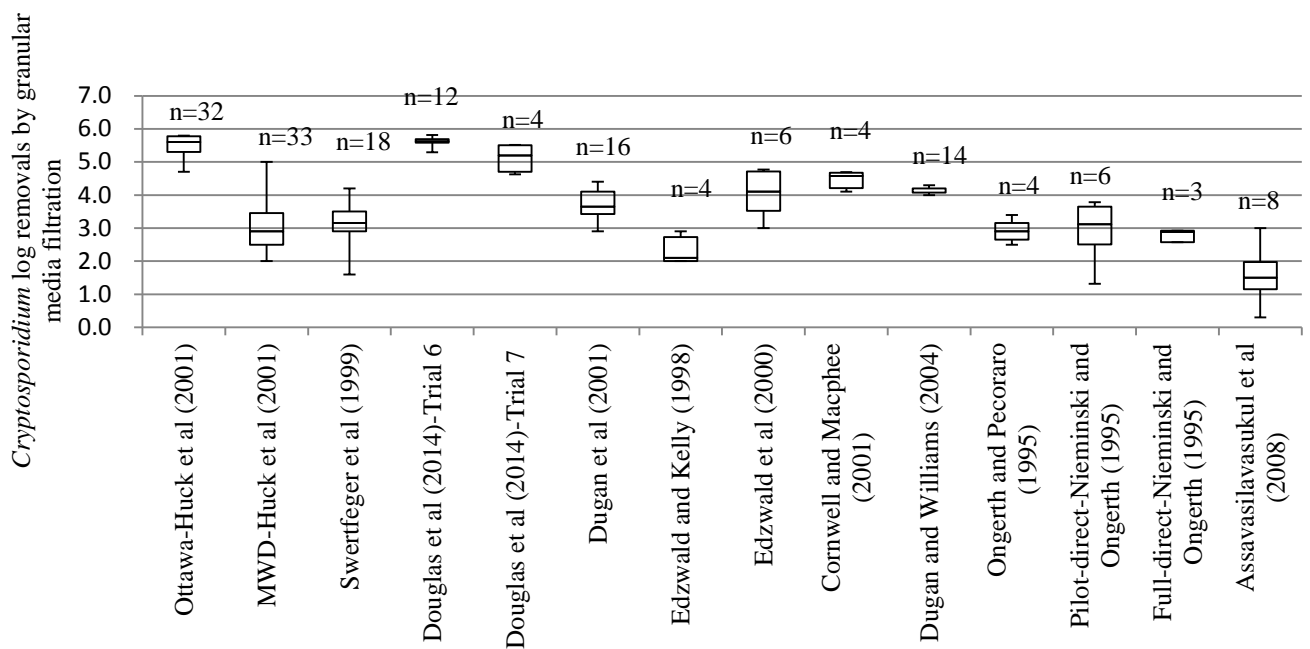 Cryptosporidium log removals by granular
media filtration
7.0
6.0
5.0
4.0
3.0
2.0
1.0
0.0
n=32
n=33
n=18
n=12
n=4
n=16
n=4
n=6
n=4
n=14
n=4
n=6
n=3
n=8
Ottawa-Huck et al (2001)
MWD-Huck et al (2001)
Swertfeger et al (1999)
Douglas et al (2014)-Trial 6
Douglas et al (2014)-Trial 7
Dugan et al (2001)
Edzwald and Kelly (1998)
Edzwald et al (2000)
Cornwell and Macphee
(2001)
Dugan and Williams (2004)
Ongerth and Pecoraro
(1995)
Pilot-direct-Nieminski and
Ongerth (1995)
Full-direct-Nieminski and
Ongerth (1995)
Assavasilavasukul et al
(2008)